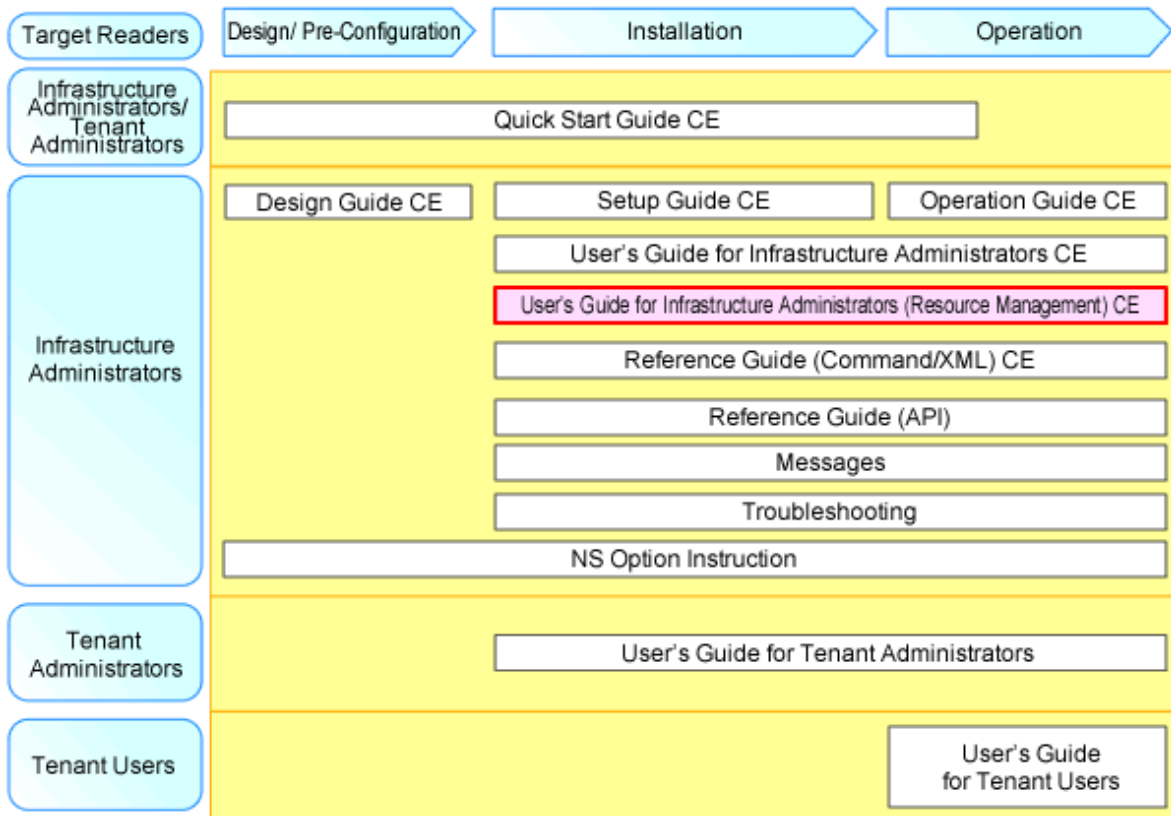 Target Readers
Design/ Pre-Configuration
Installation
Operation
Infrastructure
Administrators/
Tenant
Administrators
Quick Start Guide CE
Infrastructure
Administrators
Design Guide CE
Setup Guide CE
Operation Guide CE
User's Guide for Infrastructure Administrators CE
User's Guide for Infrastructure Administrators (Resource Management) CE
Reference Guide (Command/XML) CE
Reference Guide (API)
Messages
Troubleshooting
NS Option Instruction
Tenant
Administrators
User's Guide for Tenant Administrators
Tenant Users
User's Guide
for Tenant Users